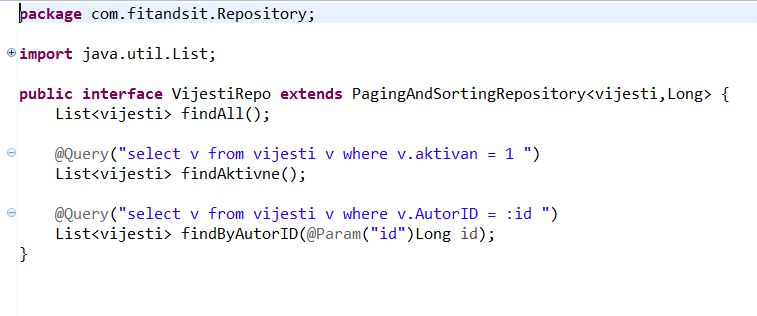 package com.fitandsit.Repository;
import java.util.List;
public interface VijestiRepo extends PagingAndSortingRepository<vijesti,Long> {
List<vijesti> findAll();
@Query("select v from vijesti v where v.aktivan = 1 ")
List<vijesti> findAktivne();
@Query("select v from vijesti v where v.AutorID = :id ")
List<vijesti> findByAutorID(@Param("id")Long id);
}